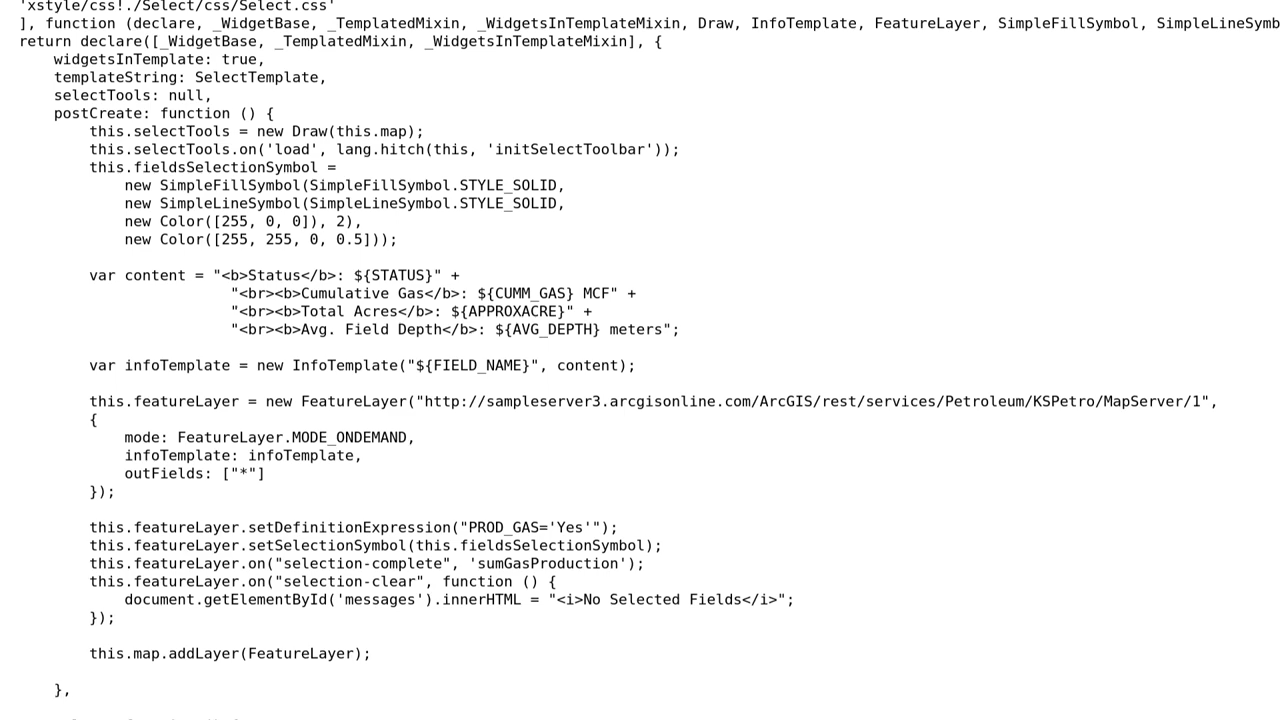 'xstyle/css!./Select/css/Select.css'
], function (declare, _WidgetBase, _TemplatedMixin, _WidgetsInTemplateMixin, Draw, InfoTemplate, FeatureLayer, SimpleFillSymbol, SimpleLineSymb
return declare([_WidgetBase, _TemplatedMixin, _WidgetsInTemplateMixin], {
    widgetsInTemplate: true,
    templateString: SelectTemplate,
    selectTools: null,
    postCreate: function () {
        this.selectTools = new Draw(this.map);
        this.selectTools.on('load', lang.hitch(this, 'initSelectToolbar'));
        this.fieldsSelectionSymbol =
            new SimpleFillSymbol(SimpleFillSymbol.STYLE_SOLID,
            new SimpleLineSymbol(SimpleLineSymbol.STYLE_SOLID,
            new Color([255, 0, 0]), 2),
            new Color([255, 255, 0, 0.5]));

        var content = "<b>Status</b>: ${STATUS}" +
                        "<br><b>Cumulative Gas</b>: ${CUMM_GAS} MCF" +
                        "<br><b>Total Acres</b>: ${APPROXACRE}" +
                        "<br><b>Avg. Field Depth</b>: ${AVG_DEPTH} meters";

        var infoTemplate = new InfoTemplate("${FIELD_NAME}", content);

        this.featureLayer = new FeatureLayer("http://sampleserver3.arcgisonline.com/ArcGIS/rest/services/Petroleum/KSPetro/MapServer/1",
        {
            mode: FeatureLayer.MODE_ONDEMAND,
            infoTemplate: infoTemplate,
            outFields: ["*"]
        });

        this.featureLayer.setDefinitionExpression("PROD_GAS='Yes'");
        this.featureLayer.setSelectionSymbol(this.fieldsSelectionSymbol);
        this.featureLayer.on("selection-complete", 'sumGasProduction');
        this.featureLayer.on("selection-clear", function () {
            document.getElementById('messages').innerHTML = "<i>No Selected Fields</i>";
        });

        this.map.addLayer(FeatureLayer);

    },